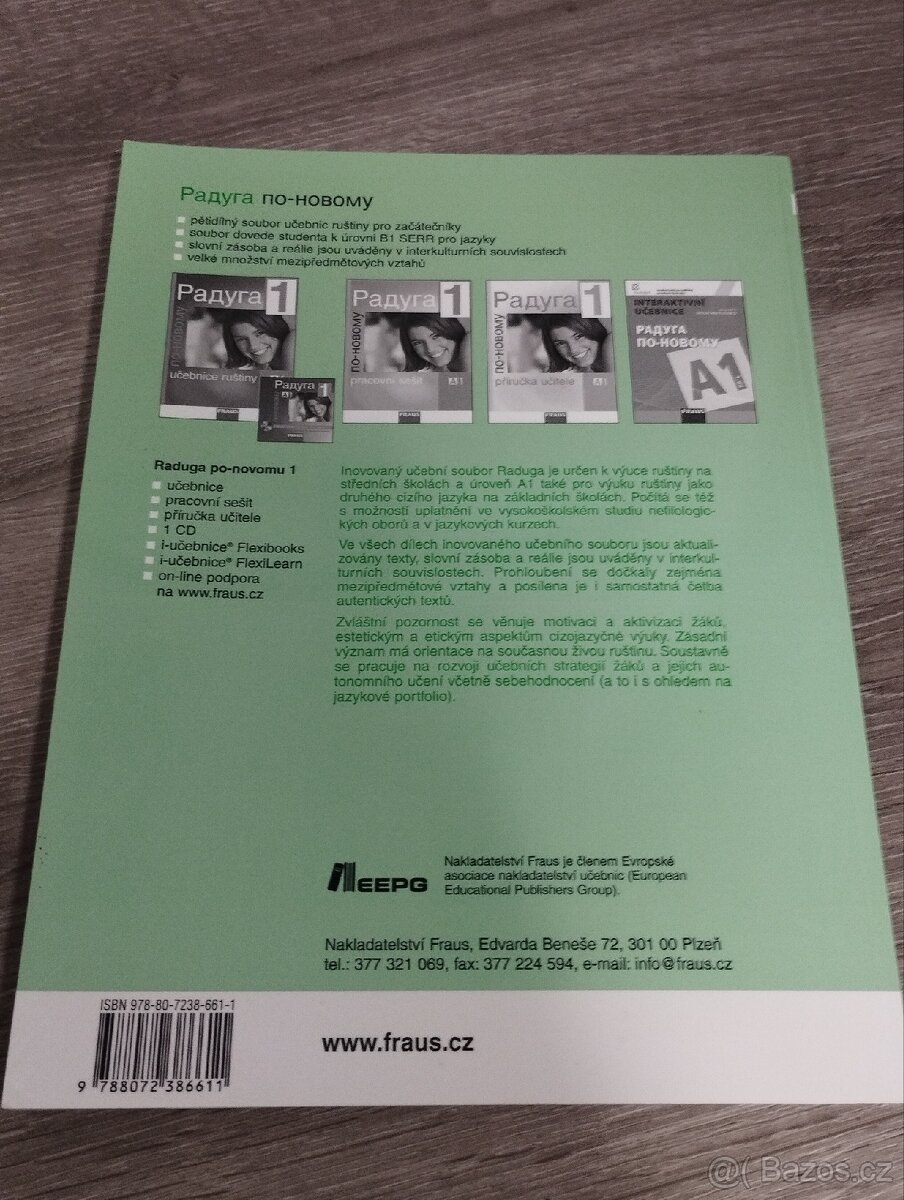 Радуга по-новому
pětidílný soubor učebnic ruštiny pro začátečníky
soubor dovede studenta k úrovni B1 SERR pro jazyky
slovní zásoba a reálie jsou uváděny v interkulturních souvislostech
velké množství mezipředmětových vztahů
Радуга 1
по-новому
učebnice ruštiny
Радуга 1
A1
FRAUS
Радуга 1
по-новому
pracovní sešit
A1
FRAUS
Радуга 1
по-новому
příručka učitele
A1
FRAUS
INTERAKTIVNÍ
UČEBNICE
РАДУГА
ПО-НОВОМУ
A1
FRAUS
Raduga po-novomu 1
učebnice
pracovní sešit
příručka učitele
1 CD
i-učebnice® Flexibooks
i-učebnice® FlexiLearn
on-line podpora
na www.fraus.cz
Inovovaný učební soubor Raduga je určen k výuce ruštiny na
středních školách a úroveň A1 také pro výuku ruštiny jako
druhého cizího jazyka na základních školách. Počítá se též
s možností uplatnění ve vysokoškolském studiu nefilologic-
kých oborů a v jazykových kurzech.
Ve všech dílech inovovaného učebního souboru jsou aktuali-
zovány texty, slovní zásoba a reálie jsou uváděny v interkul-
turních souvislostech. Prohloubení se dočkaly zejména
mezipředmětové vztahy a posílena je i samostatná četba
autentických textů.
Zvláštní pozornost se věnuje motivaci a aktivizaci žáků,
estetickým a etickým aspektům cizojazyčné výuky. Zásadní
význam má orientace na současnou živou ruštinu. Soustavně
se pracuje na rozvoji učebních strategií žáků a jejich au-
tonomního učení včetně sebehodnocení (a to i s ohledem na
jazykové portfolio).
EEPG
Nakladatelství Fraus je členem Evropské
asociace nakladatelství učebnic (European
Educational Publishers Group).
Nakladatelství Fraus, Edvarda Beneše 72, 301 00 Plzeň
tel.: 377 321 069, fax: 377 224 594, e-mail: info@fraus.cz
ISBN 978-80-7238-661-1
9 788072 386611
www.fraus.cz
@( Bazos.cz